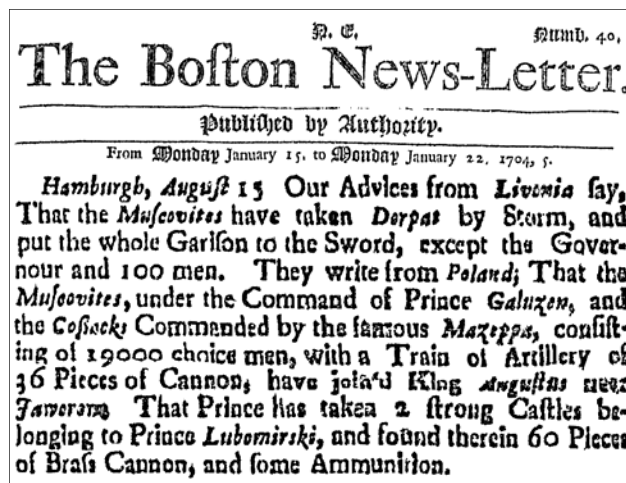 N. E.
Numb. 40.
The Boſton News-Letter.
Publiſhed by Authority.
From Monday January 15. to Monday January 22, 1704, 5.
Hamburgh, Auguſt 15 Our Advices from Livonia ſay,
That the Muſcovites have taken Dorpat by Storm, and
put the whole Gariſon to the Sword, except the Gover-
nour and 100 men. They write from Poland; That the
Muſcovites, under the Command of Prince Galuzen, and
the Coſſacks Commanded by the famous Mazeppa, conſiſt-
ing of 19000 choice men, with a Train of Artillery of
36 Pieces of Cannon, have join'd King Auguſtus near
That Prince has taken 2 ſtrong Caſtles be-
longing to Prince Lubomirski, and found therein 60 Pieces
of Braſs Cannon, and ſome Ammunition.